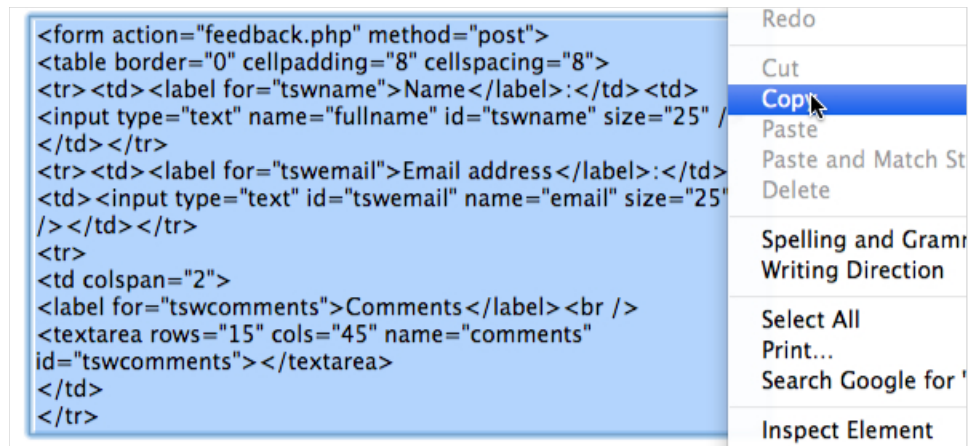 <form action="feedback.php" method="post">
<table border="0" cellpadding="8" cellspacing="8">
<tr><td><label for="tswname">Name</label>:</td><td>
<input type="text" name="fullname" id="tswname" size="25" /
</td></tr>
<tr><td><label for="tswemail">Email address</label>:</td>
<td><input type="text" id="tswemail" name="email" size="25"
/></td></tr>
<tr>
<td colspan="2">
<label for="tswcomments">Comments</label><br />
<textarea rows="15" cols="45" name="comments"
id="tswcomments"></textarea>
</td>
</tr>
Redo
Cut
Copy
Paste
Paste and Match St
Delete
Spelling and Gram
Writing Direction
Select All
Print...
Search Google for "
Inspect Element